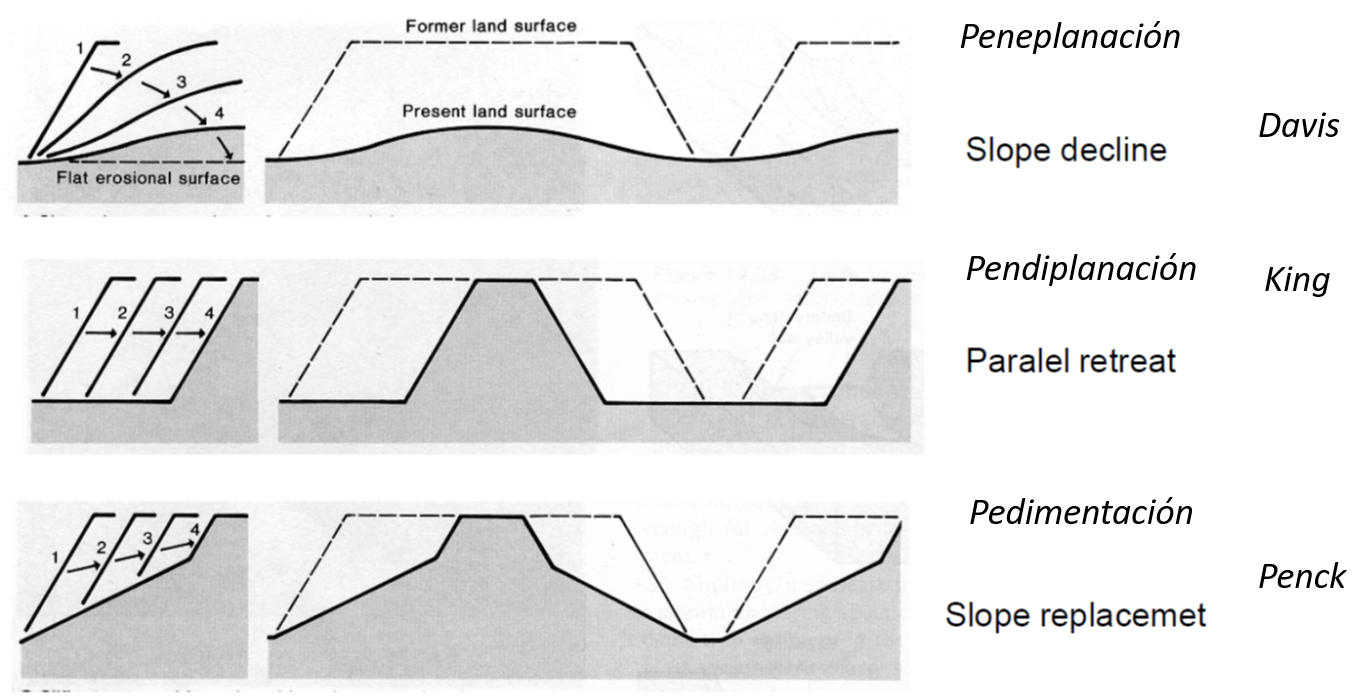 Former land surface
Peneplanación
1
2
3
4
Present land surface
Flat erosional surface
Davis
Slope decline
Pendiplanación
King
1
2
3
4
Paralel retreat
Pedimentación
1
2
3
4
Penck
Slope replacemet